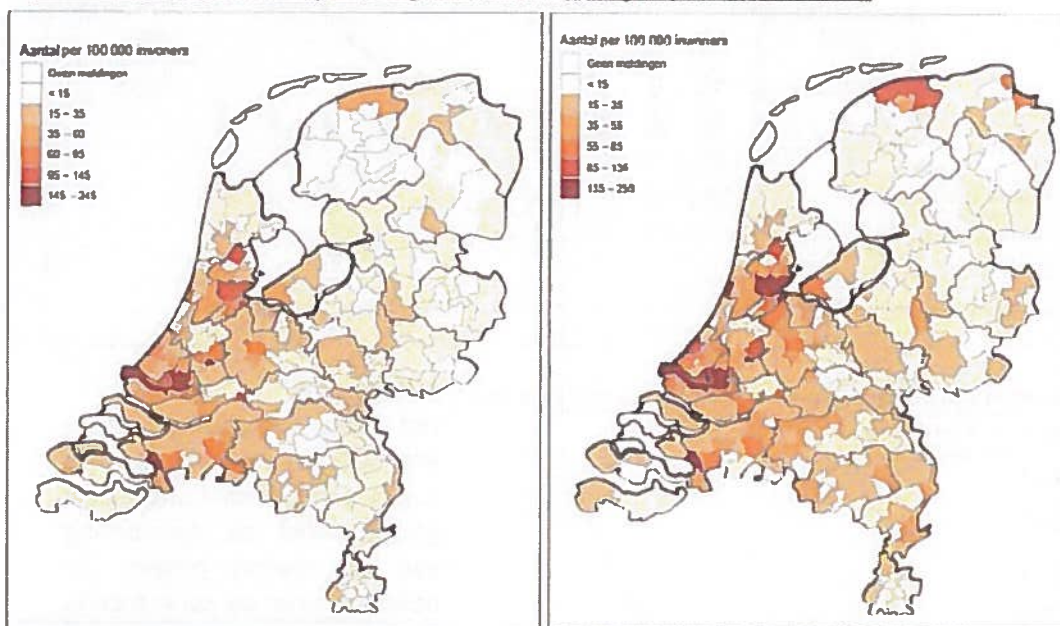 Aantal per 100 000 inwoners
Geen meldingen
< 15
15 – 35
35 – 60
60 – 95
95 – 145
145 – 245
Aantal per 100 000 inwoners
Geen meldingen
< 15
15 – 35
35 – 55
55 – 85
85 – 135
135 – 250